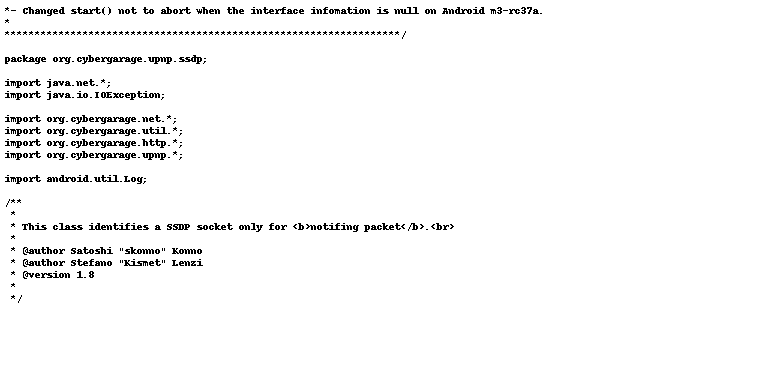 *- Changed start() not to abort when the interface infomation is null on Android m3-rc37a.
*
******************************************************************/
package org.cybergarage.upnp.ssdp;
import java.net.*;
import java.io.IOException;
import org.cybergarage.net.*;
import org.cybergarage.util.*;
import org.cybergarage.http.*;
import org.cybergarage.upnp.*;
import android.util.Log;
/**
*
* This class identifies a SSDP socket only for <b>notifing packet</b>.<br>
*
* @author Satoshi "skonno" Konno
* @author Stefano "Kismet" Lenzi
* @version 1.8
*
*/